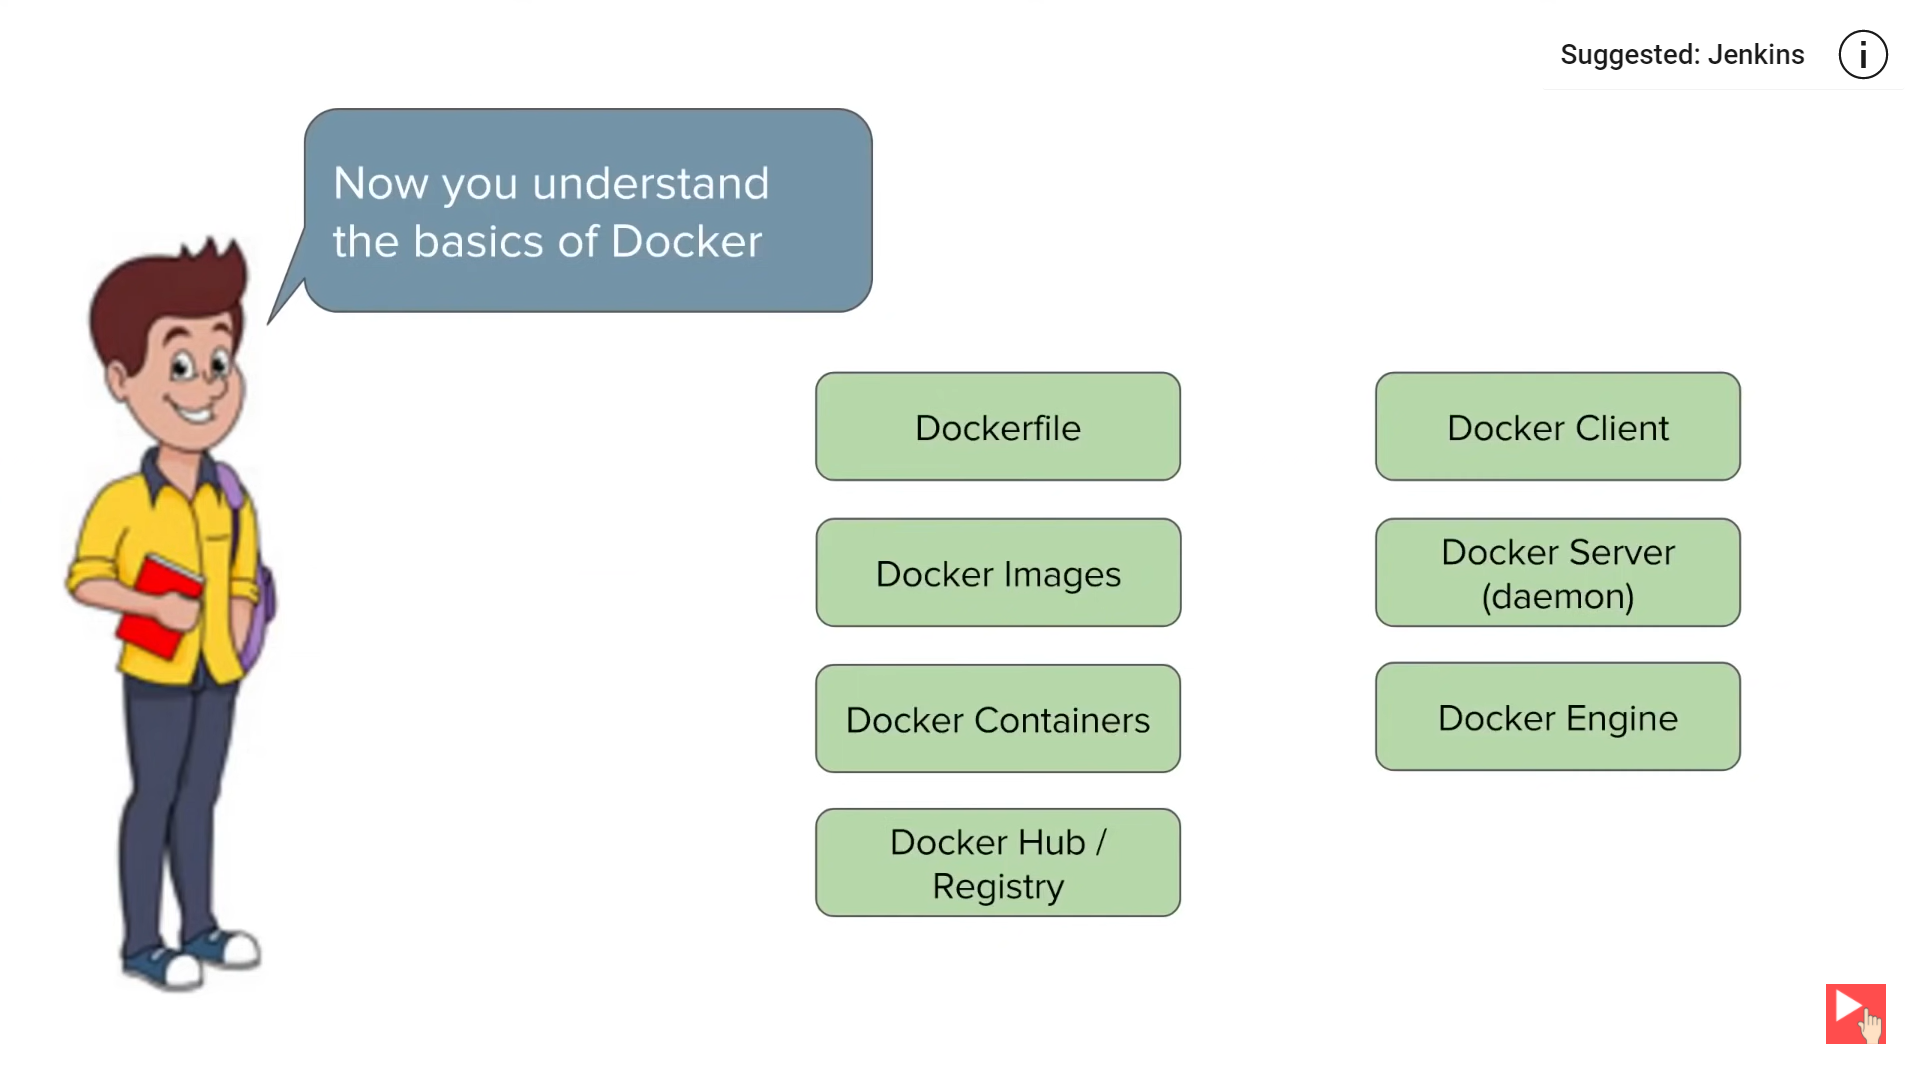 Suggested: Jenkins
Now you understand
the basics of Docker
Dockerfile
Docker Images
Docker Containers
Docker Hub /
Registry
Docker Client
Docker Server
(daemon)
Docker Engine